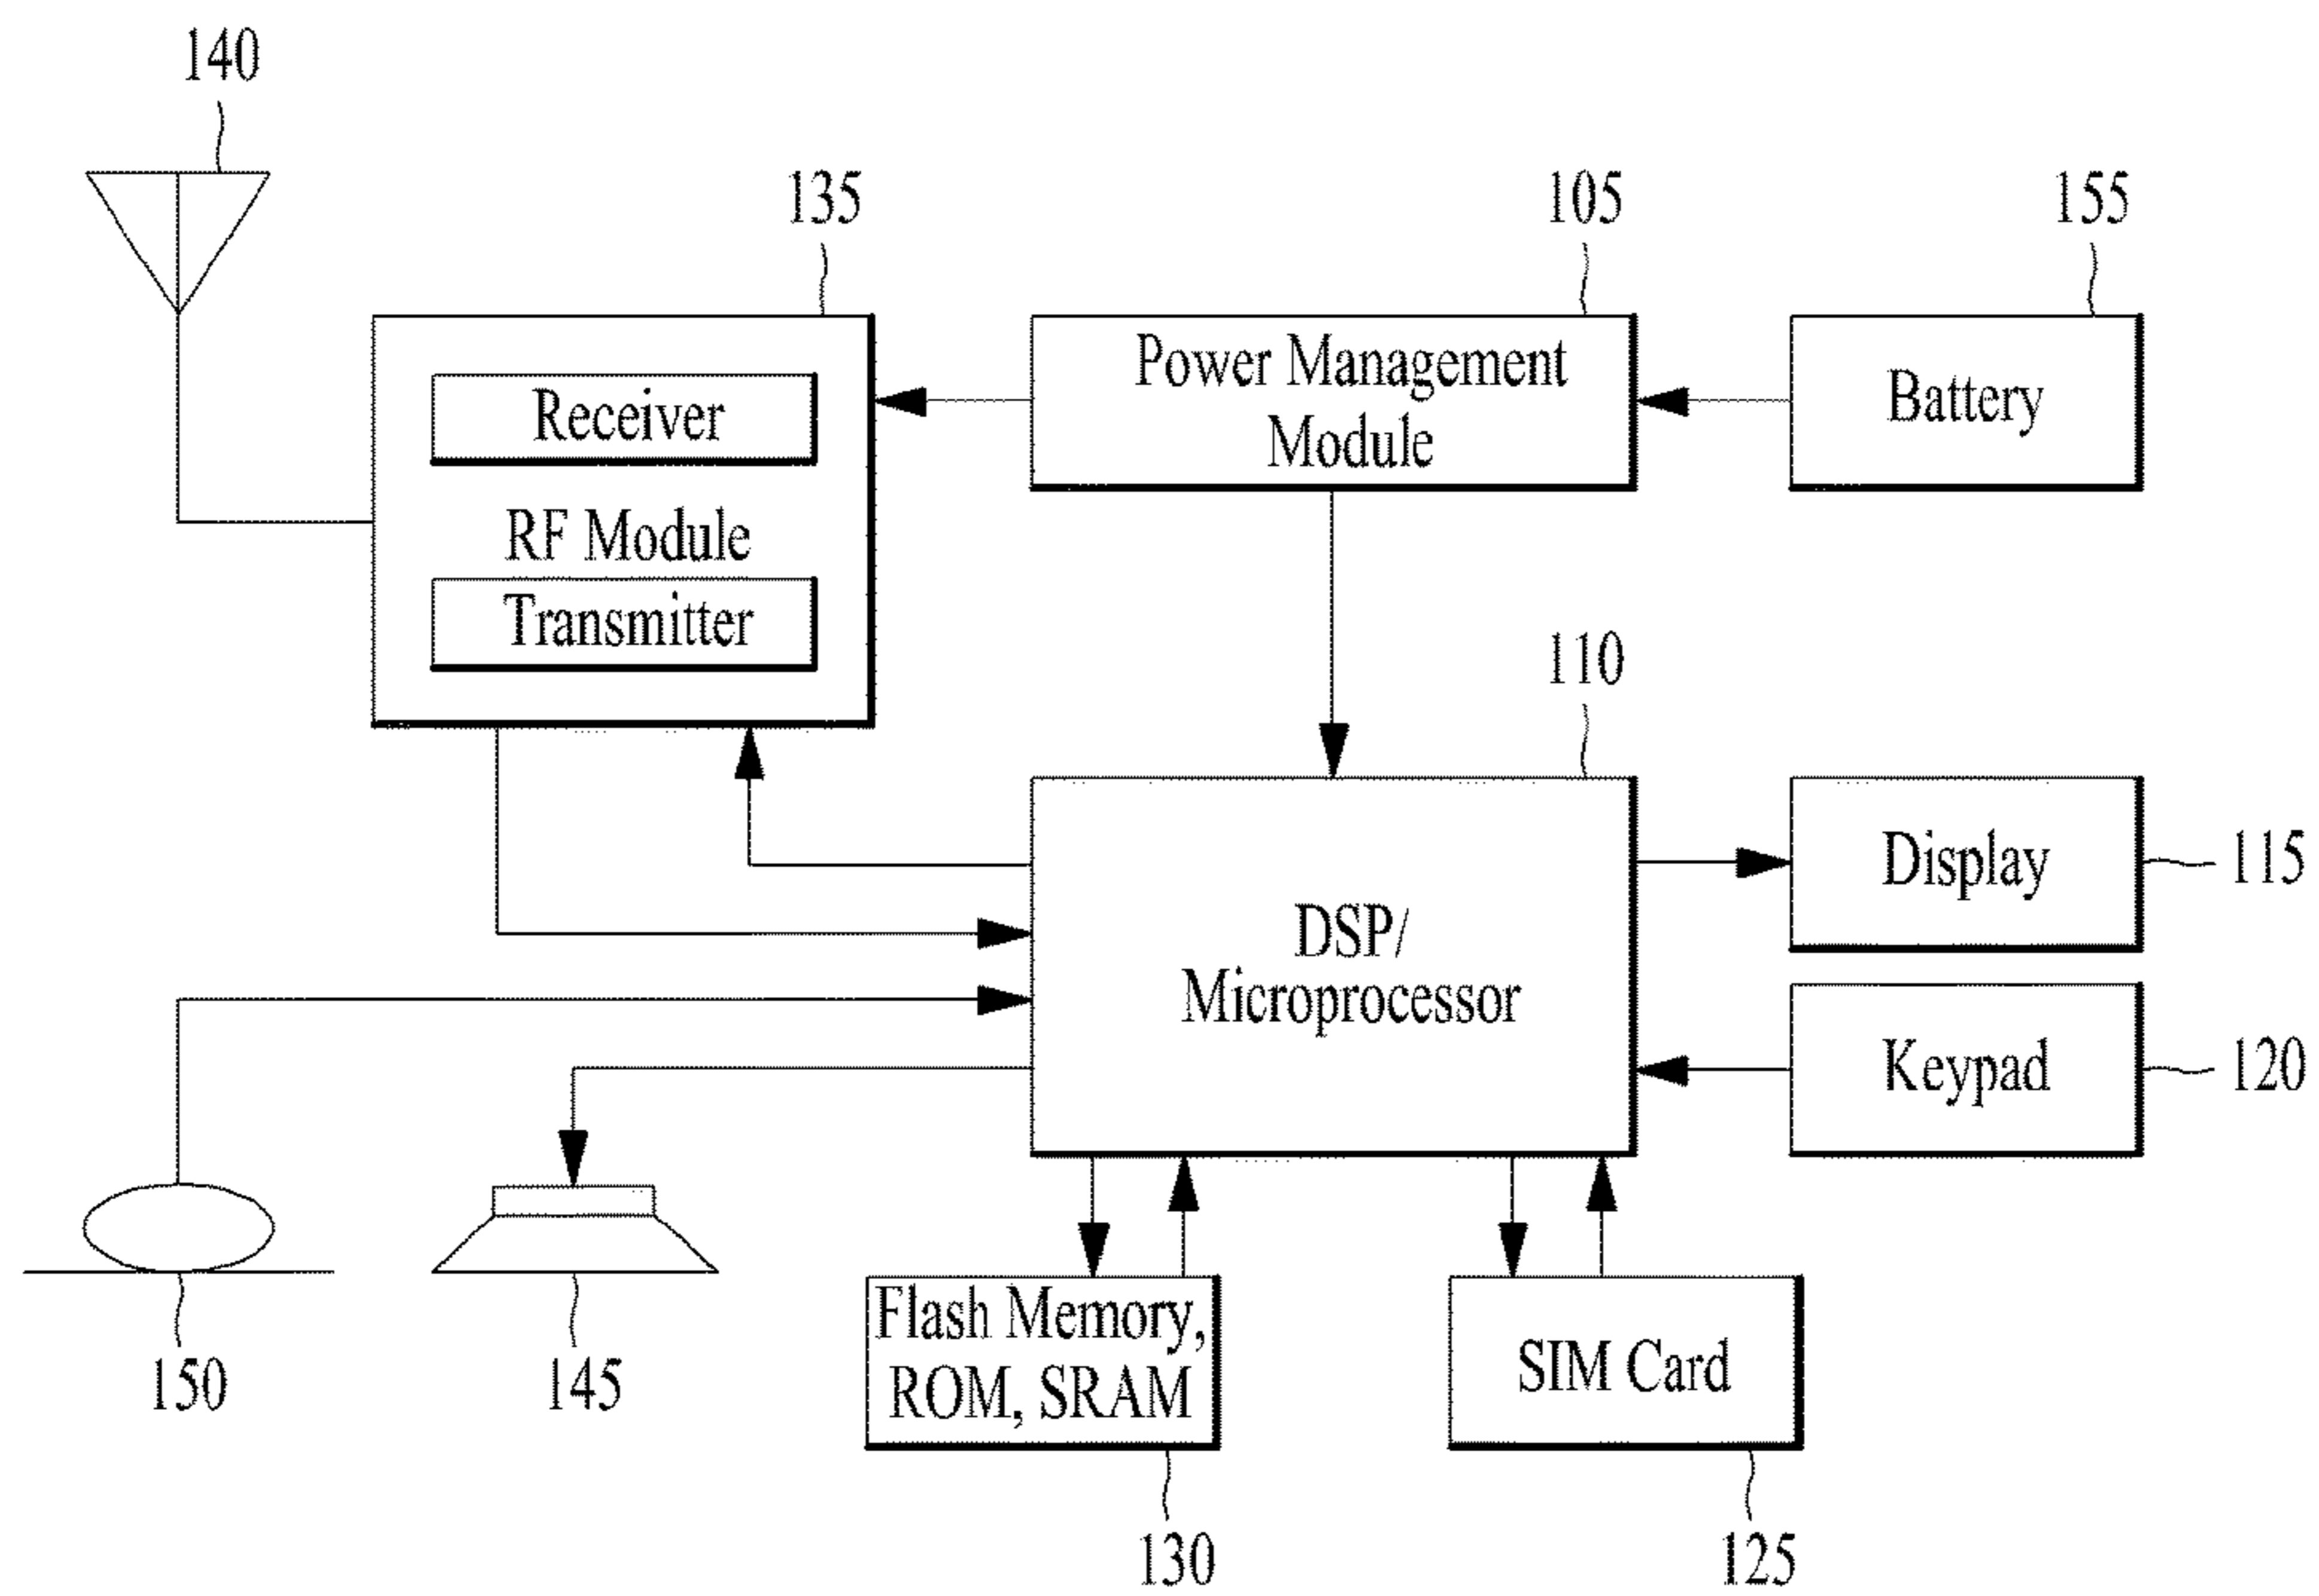 140
135
105
155
Receiver
RF Module
Transmitter
Power Management
Module
Battery
110
DSP/
Microprocessor
Display
115
Keypad
120
150
145
Flash Memory,
ROM, SRAM
SIM Card
130
125